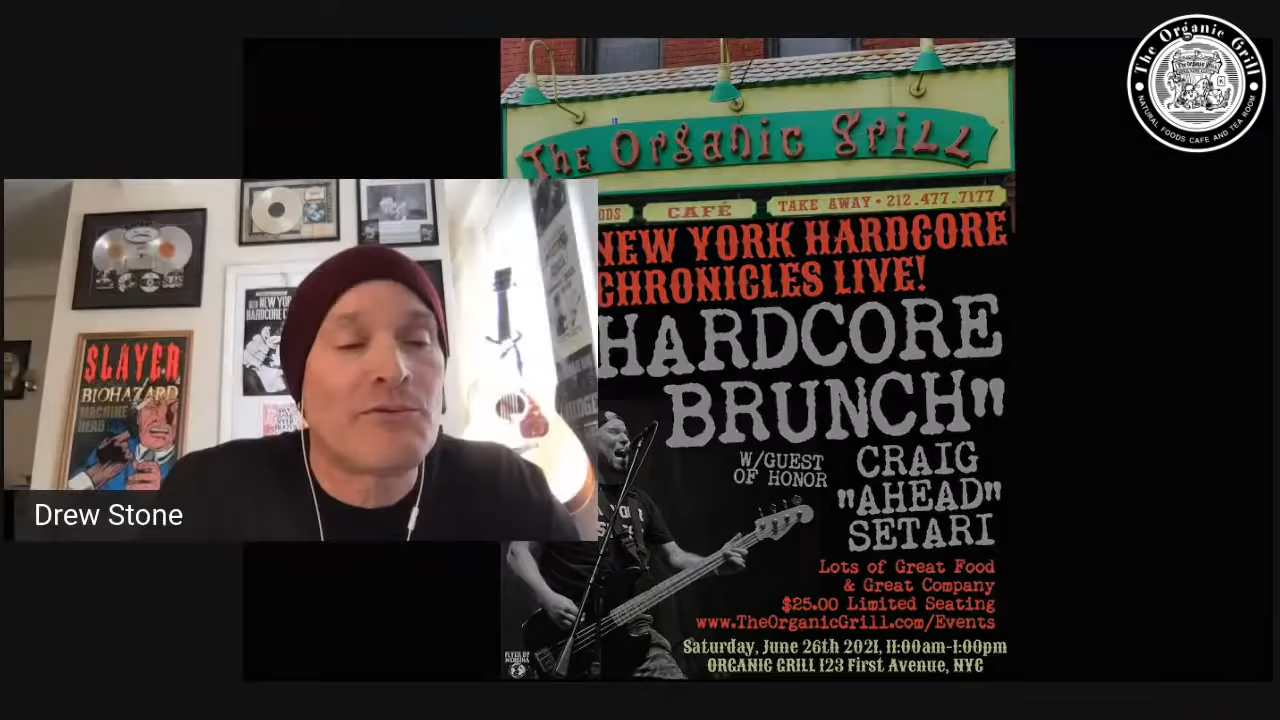 The Organic Grill
NATURAL FOODS CAFE AND TEA ROOM
The Organic Grill
CAFÉ
TAKE AWAY • 212.477.7177
NEW YORK HARDCORE
CHRONICLES LIVE!
HARDCORE
BRUNCH"
W/GUEST
OF HONOR
CRAIG
"AHEAD"
SETARI
Lots of Great Food
& Great Company
$25.00 Limited Seating
www.TheOrganicGrill.com/Events
Saturday, June 26th 2021, 11:00am-1:00pm
ORGANIC GRILL 123 First Avenue, NYC
SLAYER
BIOHAZARD
MACHINE
HEAD
NEW YORK
HARDCORE
Drew Stone